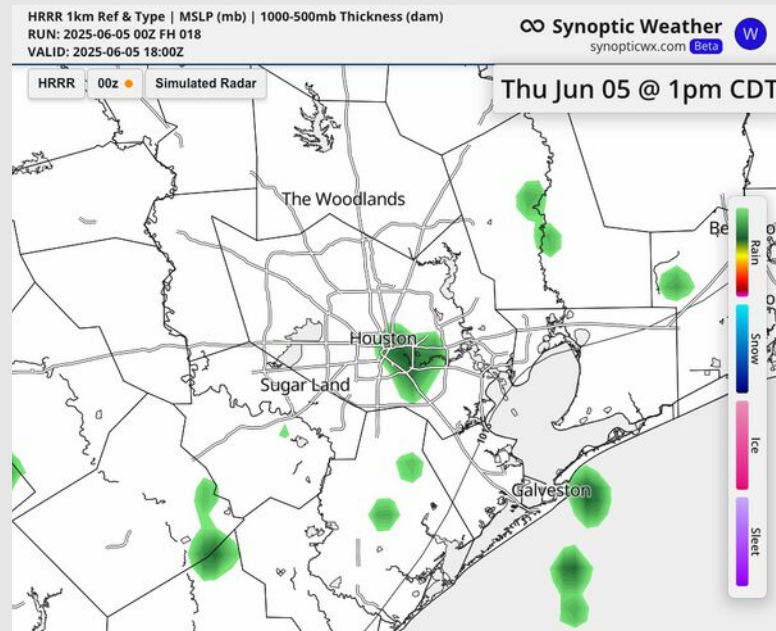 HRRR 1km Ref & Type | MSLP (mb) | 1000-500mb Thickness (dam)
RUN: 2025-06-05 00Z FH 018
VALID: 2025-06-05 18:00Z
Synoptic Weather
synopticwx.com Beta
W
HRRR
00z
Simulated Radar
Thu Jun 05 @ 1pm CDT
The Woodlands
Be
Rain
Houston
Snow
Sugar Land
Ice
Galveston
Sleet